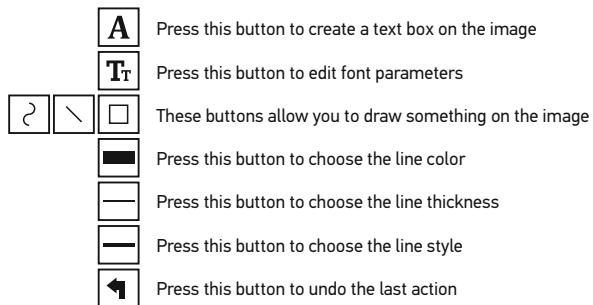 A Press this button to create a text box on the image
TT Press this button to edit font parameters
These buttons allow you to draw something on the image
Press this button to choose the line color
Press this button to choose the line thickness
Press this button to choose the line style
Press this button to undo the last action